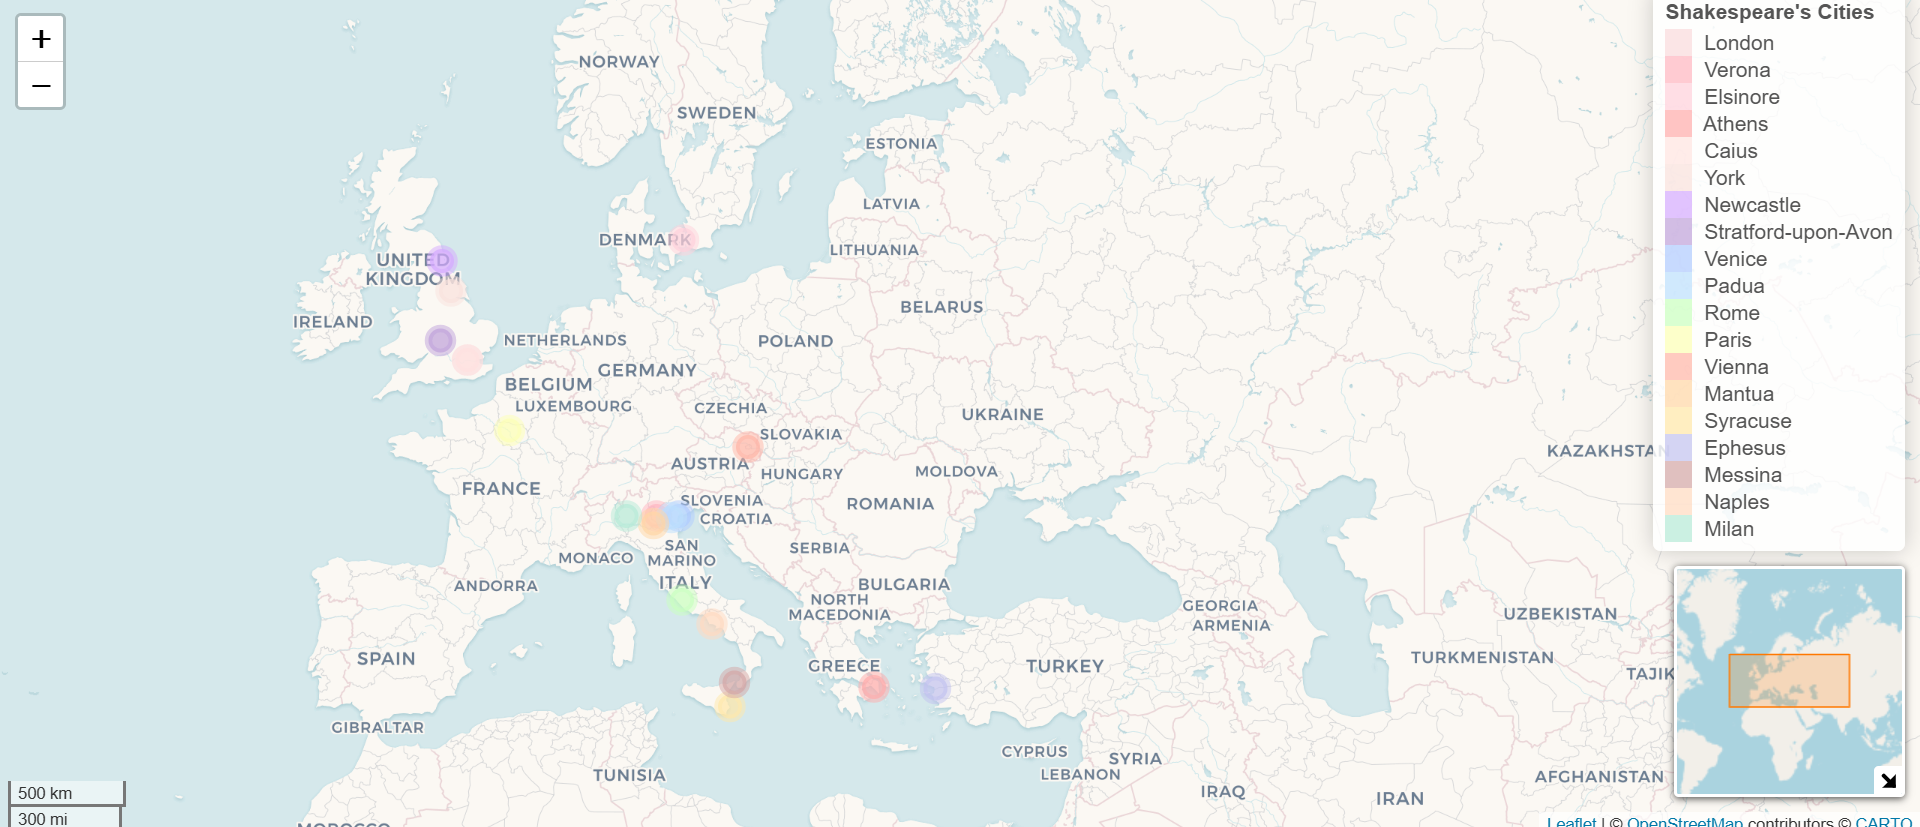 +
−
NORWAY
SWEDEN
ESTONIA
LATVIA
DENMARK
LITHUANIA
UNITED
KINGDOM
IRELAND
NETHERLANDS
BELARUS
POLAND
GERMANY
BELGIUM
LUXEMBOURG
CZECHIA
UKRAINE
SLOVAKIA
AUSTRIA
HUNGARY
MOLDOVA
KAZAKHSTAN
FRANCE
SLOVENIA
ROMANIA
CROATIA
SAN
MARINO
SERBIA
MONACO
ITALY
ANDORRA
BULGARIA
NORTH
MACEDONIA
GEORGIA
ARMENIA
UZBEKISTAN
SPAIN
GREECE
TURKEY
TURKMENISTAN
TAJIK
GIBRALTAR
CYPRUS
SYRIA
LEBANON
TUNISIA
IRAQ
IRAN
AFGHANISTAN
MOROCCO
Shakespeare's Cities
London
Verona
Elsinore
Athens
Caius
York
Newcastle
Stratford-upon-Avon
Venice
Padua
Rome
Paris
Vienna
Mantua
Syracuse
Ephesus
Messina
Naples
Milan
500 km
300 mi
Leaflet | © OpenStreetMap contributors © CARTO